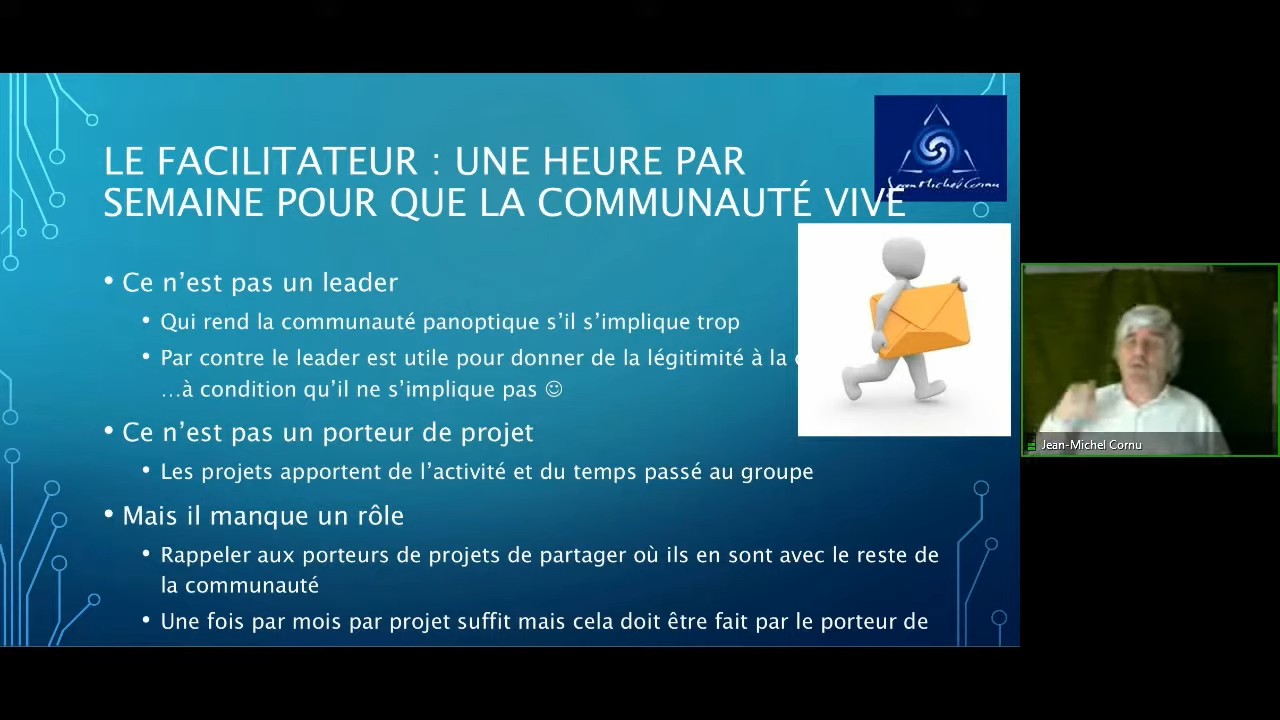 LE FACILITATEUR : UNE HEURE PAR
SEMAINE POUR QUE LA COMMUNAUTÉ VIVE
Jean-Michel Cornu
• Ce n’est pas un leader
• Qui rend la communauté panoptique s’il s’implique trop
• Par contre le leader est utile pour donner de la légitimité à la
…à condition qu’il ne s’implique pas ☺
• Ce n’est pas un porteur de projet
• Les projets apportent de l’activité et du temps passé au groupe
• Mais il manque un rôle
• Rappeler aux porteurs de projets de partager où ils en sont avec le reste de
la communauté
• Une fois par mois par projet suffit mais cela doit être fait par le porteur de
Jean-Michel Cornu